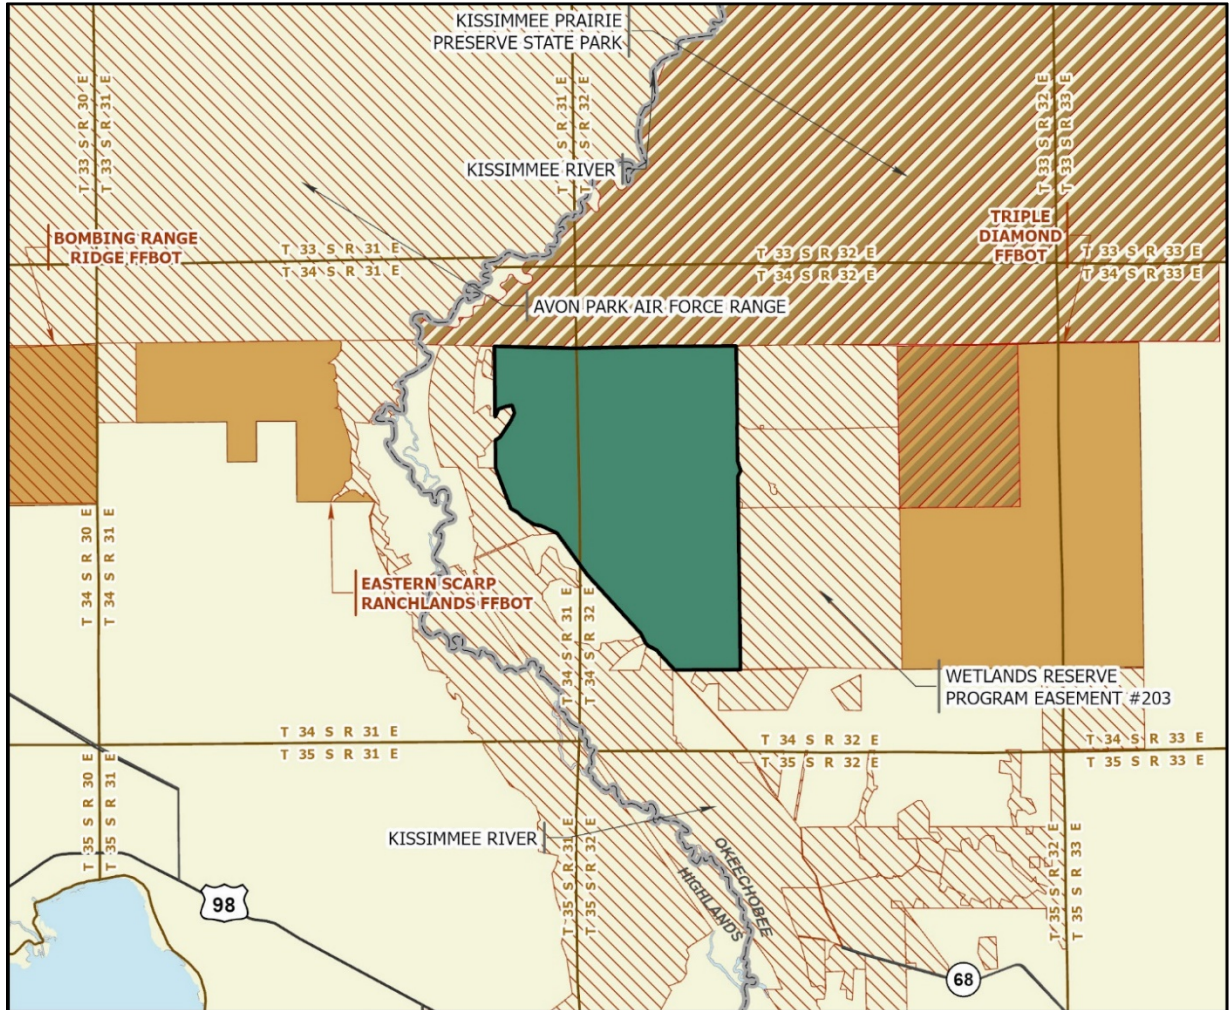 KISSIMMEE PRAIRIE
PRESERVE STATE PARK
T 33 S R 30 E
T 33 S R 31 E
T 33 S R 31 E
T 33 S R 32 E
T 33 S R 32 E
T 33 S R 33 E
KISSIMMEE RIVER
BOMBING RANGE
RIDGE FFBOT
TRIPLE
DIAMOND
FFBOT
T 33 S R 31 E
T 34 S R 31 E
T 33 S R 32 E
T 34 S R 32 E
T 33 S R 33 E
T 34 S R 33 E
AVON PARK AIR FORCE RANGE
T 34 S R 30 E
T 34 S R 31 E
EASTERN SCARP
RANCHLANDS FFBOT
T 34 S R 31 E
T 34 S R 32 E
WETLANDS RESERVE
PROGRAM EASEMENT #203
T 34 S R 31 E
T 35 S R 31 E
T 34 S R 32 E
T 35 S R 32 E
T 34 S R 33 E
T 35 S R 33 E
T 35 S R 30 E
T 35 S R 31 E
KISSIMMEE RIVER
T 35 S R 31 E
T 35 S R 32 E
OKEECHOBEE
HIGHLANDS
T 35 S R 32 E
T 35 S R 33 E
98
68